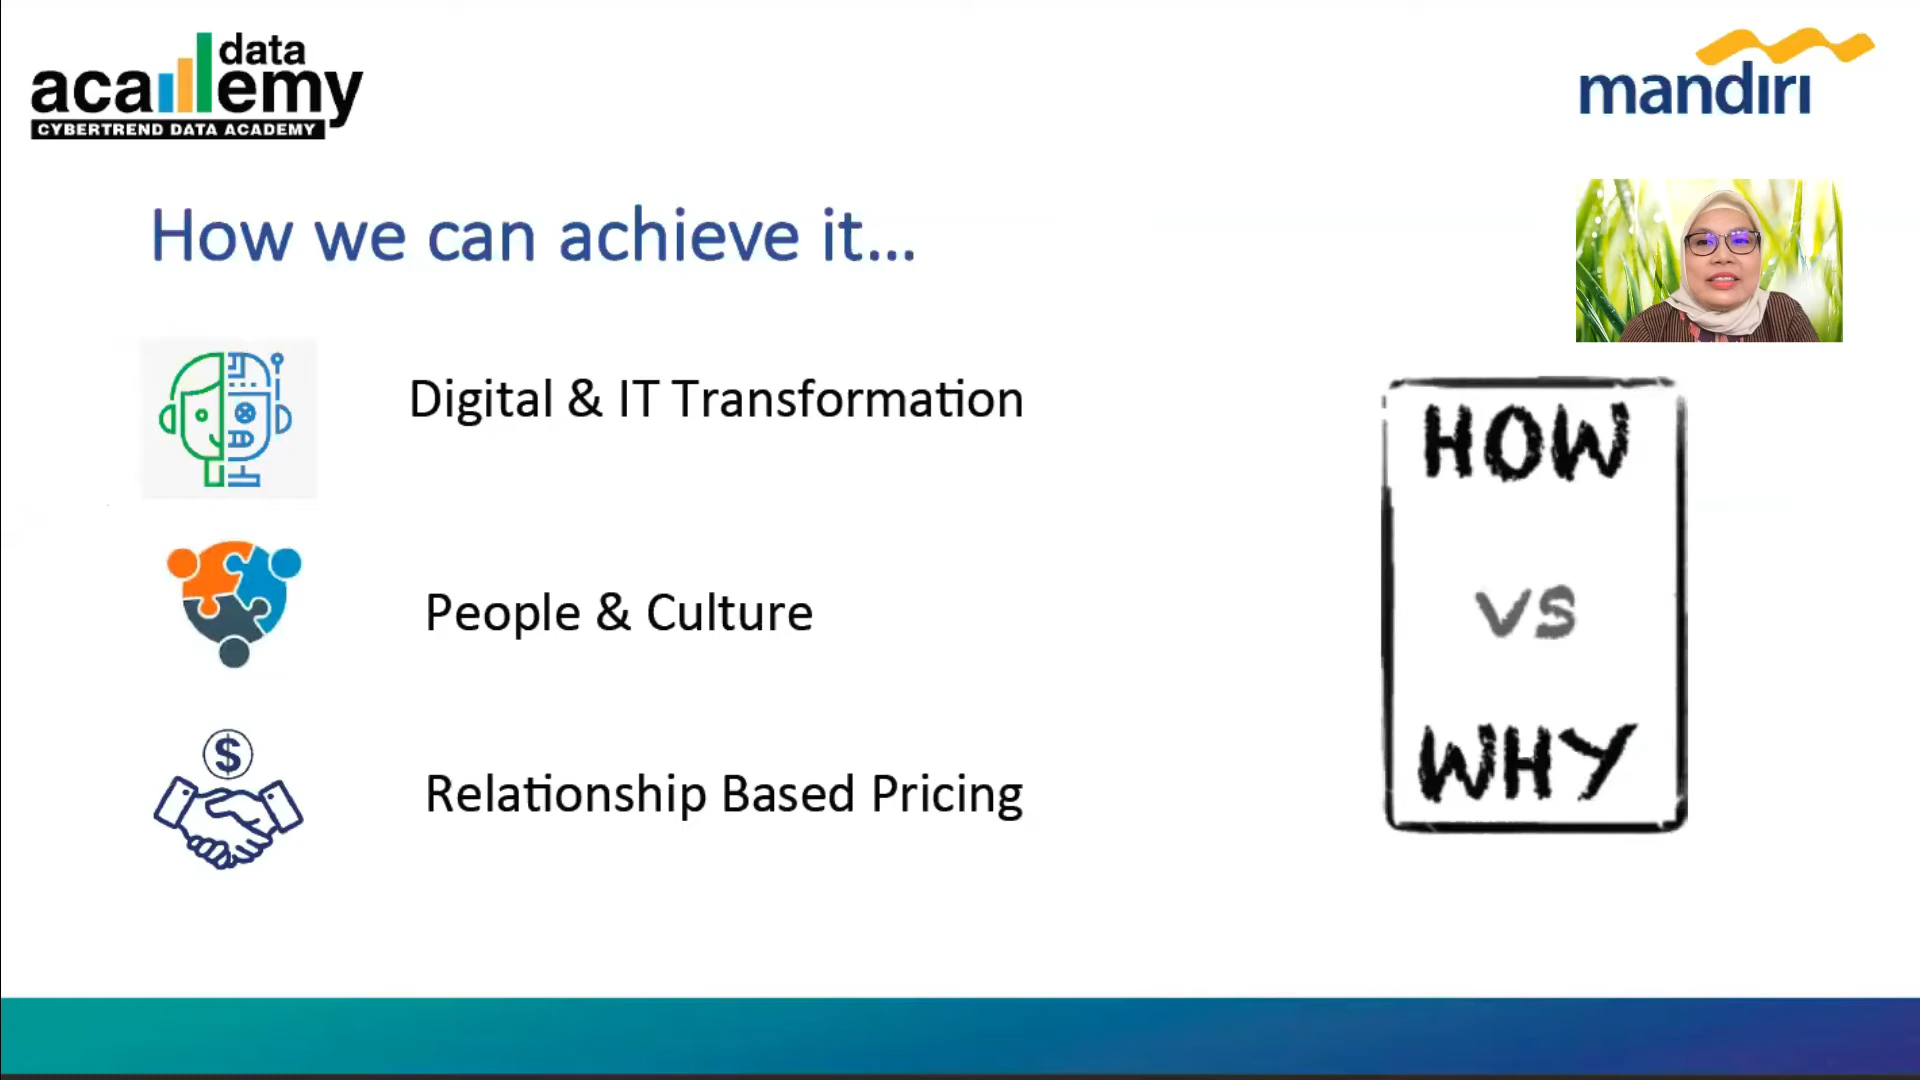 data
academy
CYBERTREND DATA ACADEMY
mandiri
How we can achieve it...
Digital & IT Transformation
People & Culture
$
Relationship Based Pricing
HOW
VS
WHY